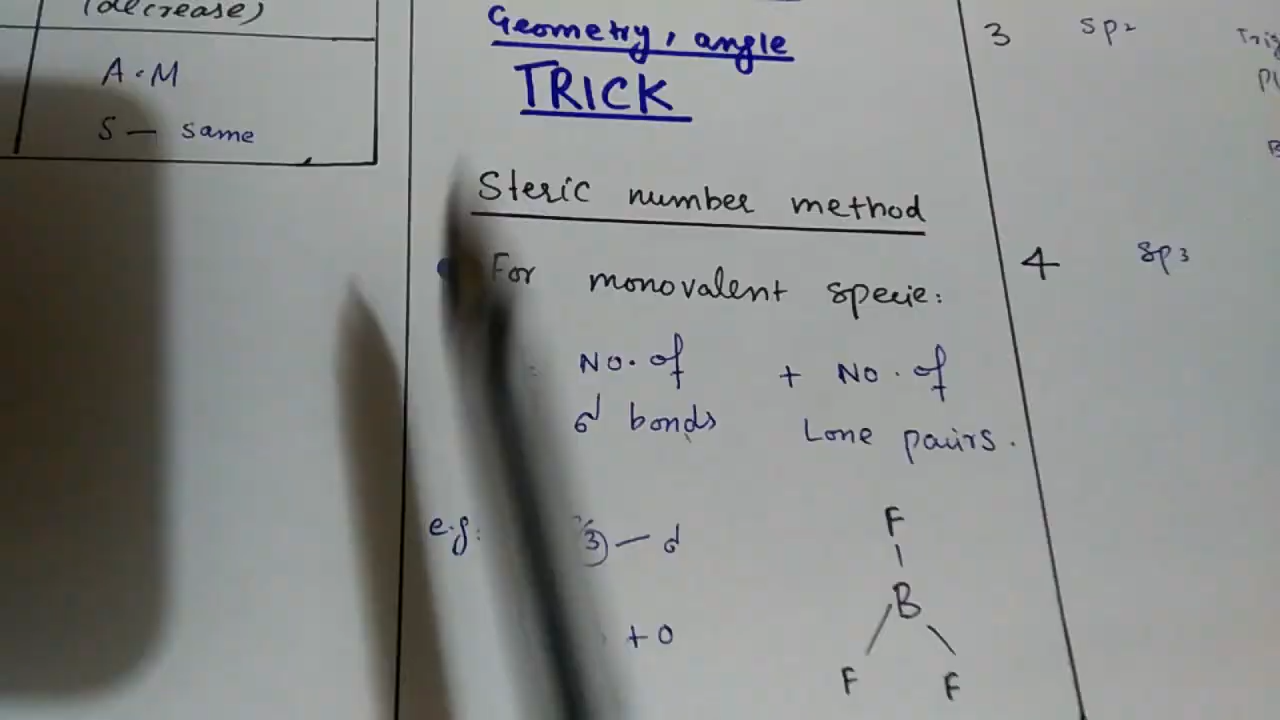 (decrease)
A.M
S — same
Geometry, angle
TRICK
Steric number method
For monovalent specie:
No. of + No. of
σ bonds Lone pairs.
e.g:
3 — σ
+ 0
F
B
F F
3 sp2
4 sp3